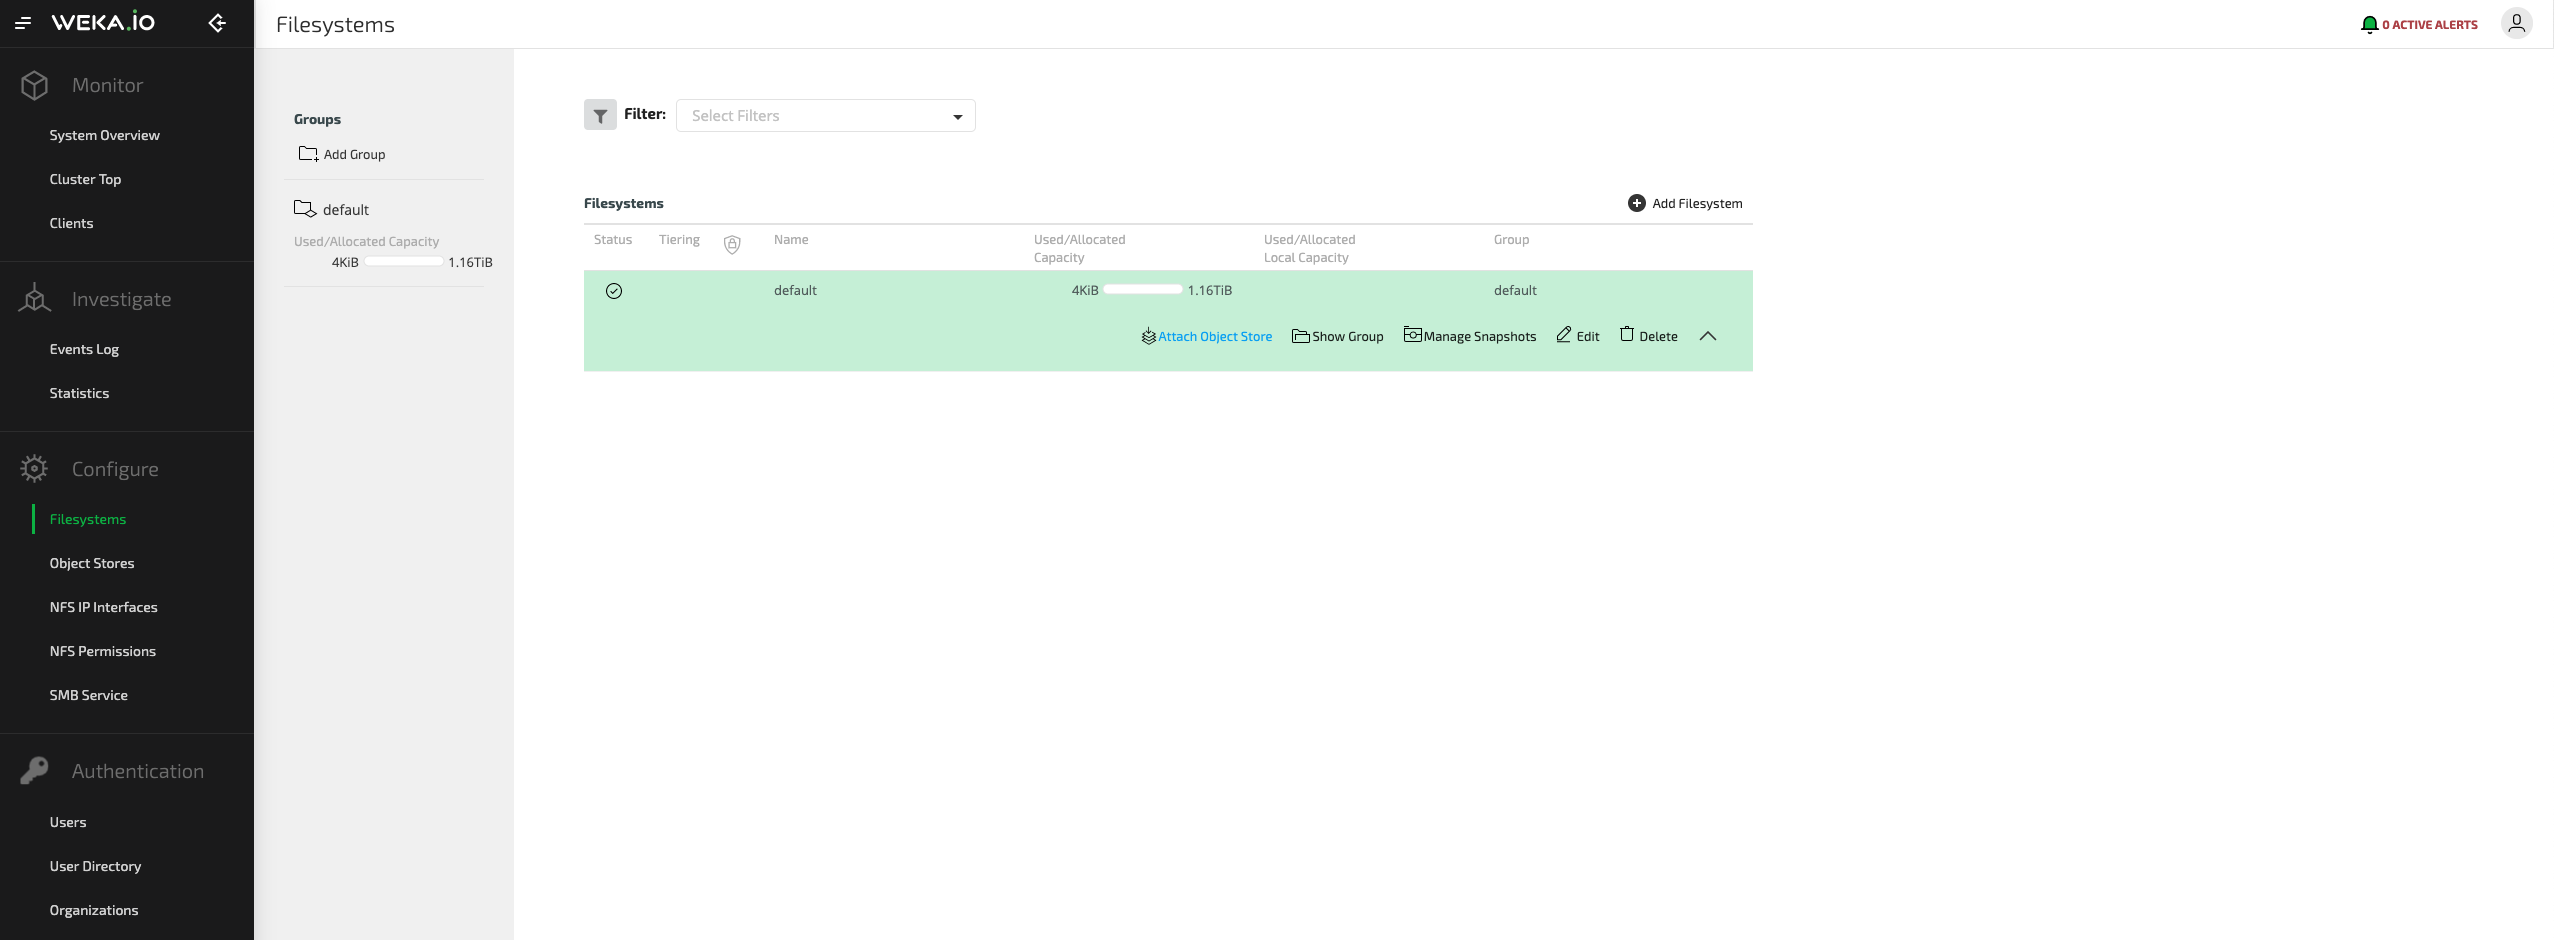 WEKA.iO
Filesystems
0 ACTIVE ALERTS
Monitor
System Overview
Cluster Top
Clients
Investigate
Events Log
Statistics
Configure
Filesystems
Object Stores
NFS IP Interfaces
NFS Permissions
SMB Service
Authentication
Users
User Directory
Organizations
Groups
Add Group
default
Used/Allocated Capacity
4KiB 1.16TiB
Filter: Select Filters
Filesystems Add Filesystem
Status Tiering Name Used/Allocated Capacity Used/Allocated Local Capacity Group
default 4KiB 1.16TiB default
Attach Object Store Show Group Manage Snapshots Edit Delete